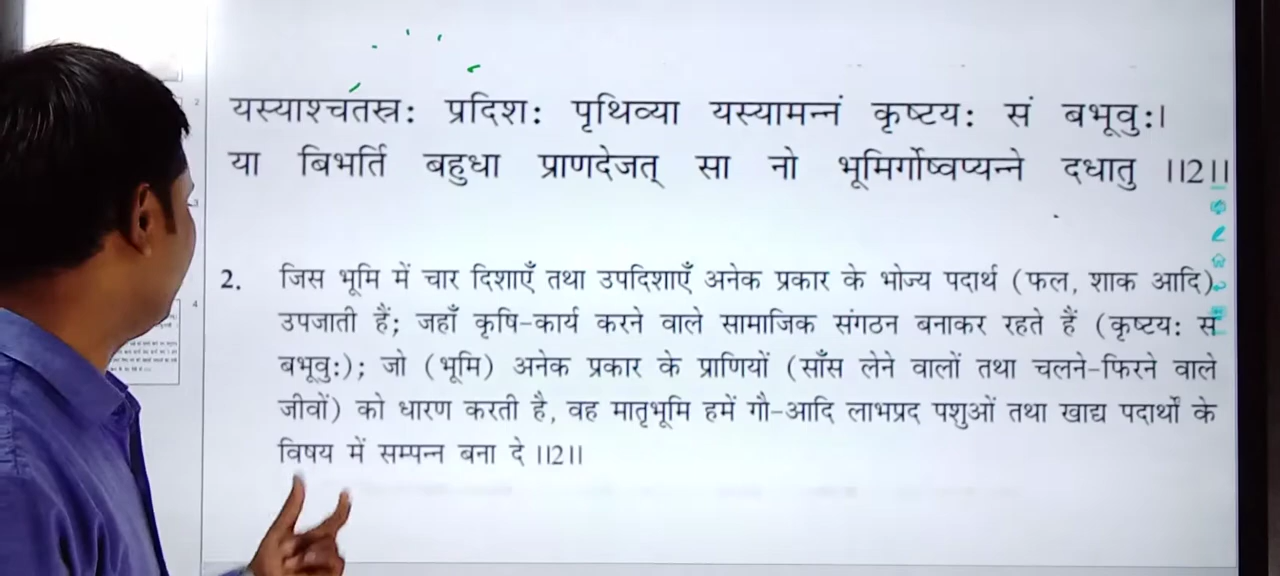 यस्याश्चतस्रः प्रदिशः पृथिव्या यस्यामन्नं कृष्टयः सं बभूवुः।
या बिभर्ति बहुधा प्राणदेजत् सा नो भूमिर्गोष्वप्यन्ने दधातु ।।2।।
2. जिस भूमि में चार दिशाएँ तथा उपदिशाएँ अनेक प्रकार के भोज्य पदार्थ (फल, शाक आदि)
उपजाती हैं; जहाँ कृषि-कार्य करने वाले सामाजिक संगठन बनाकर रहते हैं (कृष्टयः सं
बभूवुः); जो (भूमि) अनेक प्रकार के प्राणियों (साँस लेने वालों तथा चलने-फिरने वाले
जीवों) को धारण करती है, वह मातृभूमि हमें गौ-आदि लाभप्रद पशुओं तथा खाद्य पदार्थों के
विषय में सम्पन्न बना दे ।।2।।